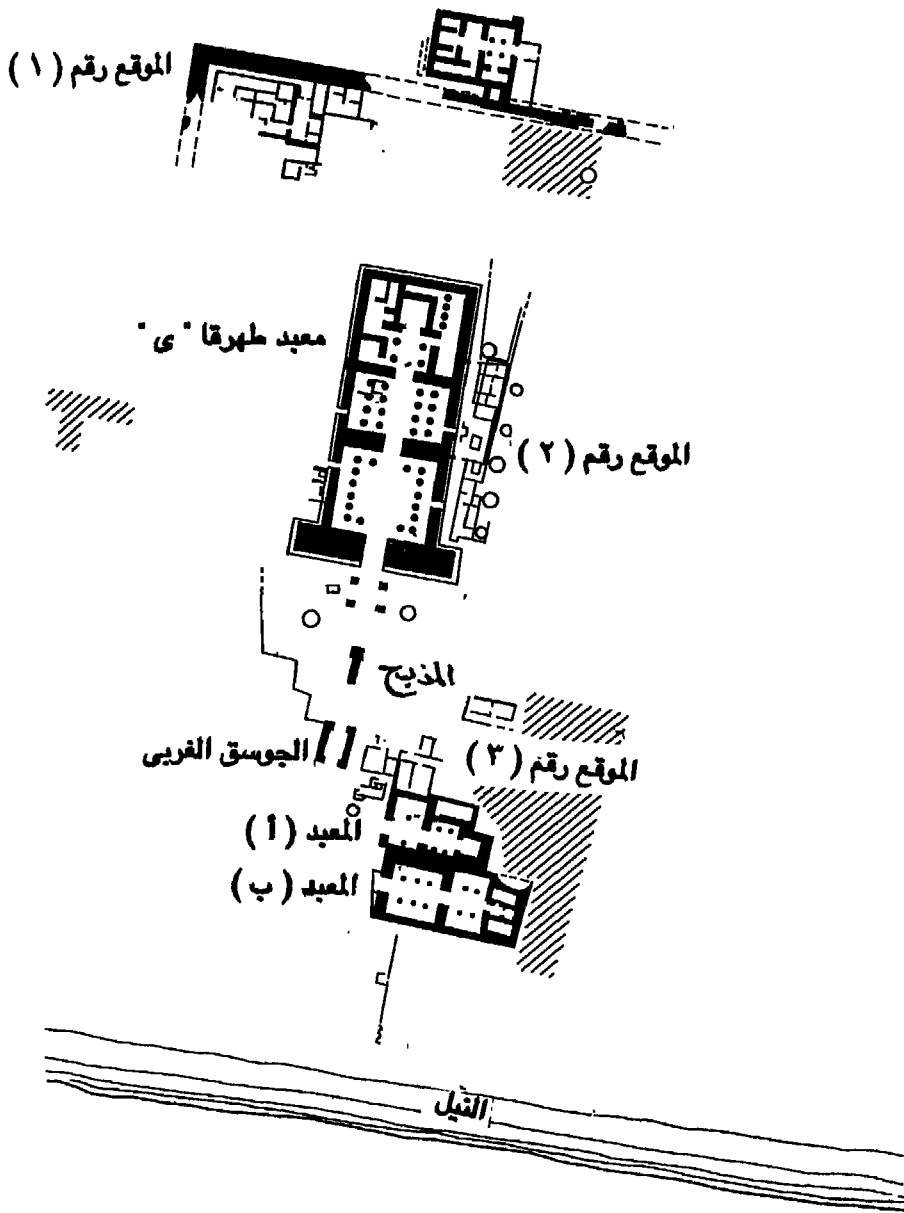 الموقع رقم ( ١ )
معبد طهرقا " ى "
الموقع رقم ( ٢ )
المذبح
الجوسق الغربى
الموقع رقم ( ٣ )
المعبد ( أ )
المعبد ( ب )
النيل